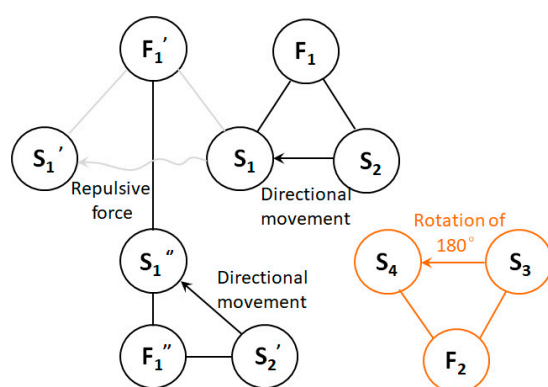 F₁′
F₁
S₁′
S₁
S₂
Repulsive
force
Directional
movement
Rotation of
180°
S₁″
Directional
movement
S₄
S₃
F₁″
S₂′
F₂